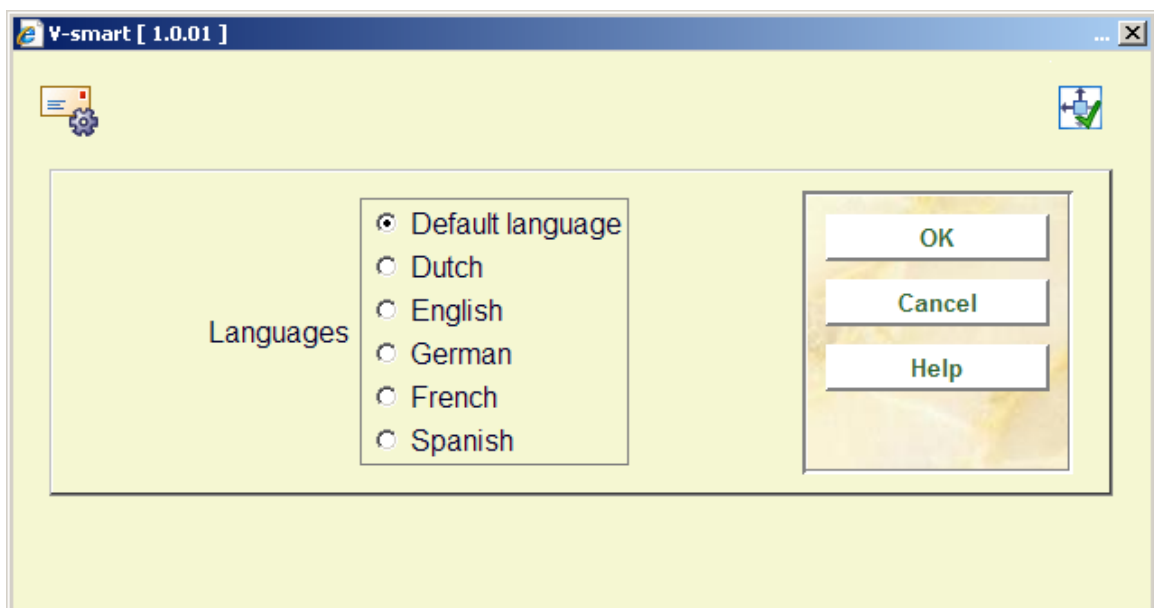 V-smart [ 1.0.01 ] ...
Languages
Default language
Dutch
English
German
French
Spanish
OK
Cancel
Help